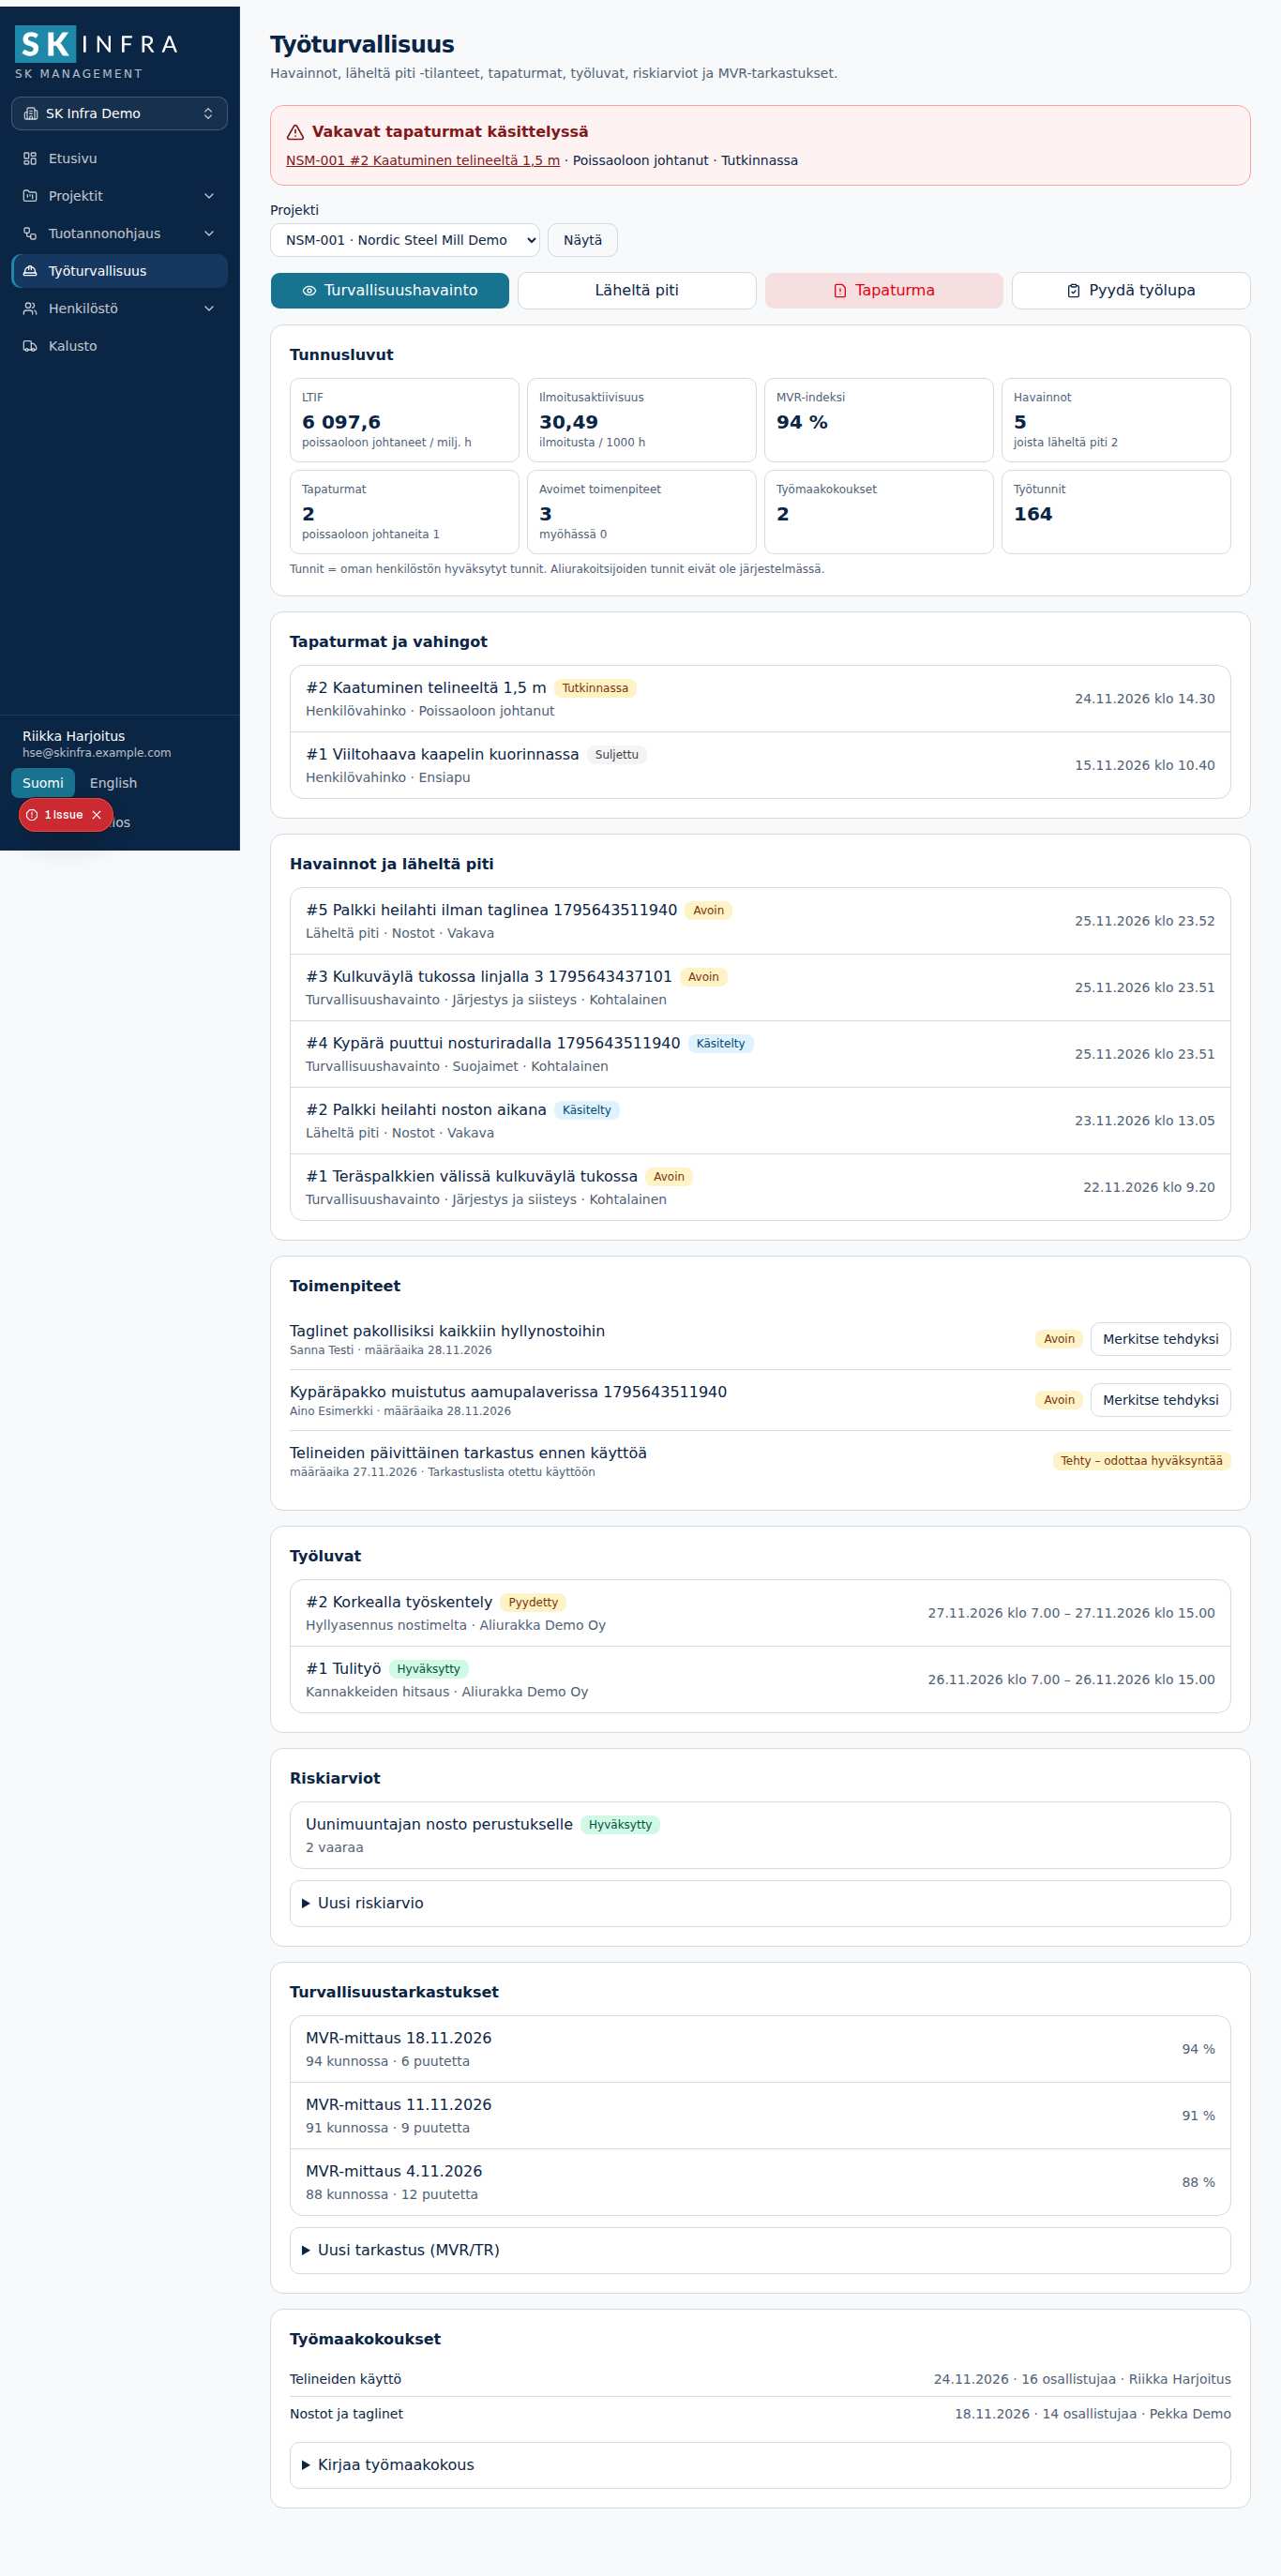 SK INFRA
SK MANAGEMENT
SK Infra Demo
Etusivu
Projektit
Tuotannonohjaus
Työturvallisuus
Henkilöstö
Kalusto
Riikka Harjoitus
hse@skinfra.example.com
Suomi English
1 Issue
Työturvallisuus
Havainnot, läheltä piti -tilanteet, tapaturmat, työluvat, riskiarviot ja MVR-tarkastukset.
Vakavat tapaturmat käsittelyssä
NSM-001 #2 Kaatuminen telineeltä 1,5 m · Poissaoloon johtanut · Tutkinnassa
Projekti
NSM-001 · Nordic Steel Mill Demo Näytä
Turvallisuushavainto Läheltä piti Tapaturma Pyydä työlupa
Tunnusluvut
LTIF
6 097,6
poissaoloon johtaneet / milj. h
Ilmoitusaktiivisuus
30,49
ilmoitusta / 1000 h
MVR-indeksi
94 %
Havainnot
5
joista läheltä piti 2
Tapaturmat
2
poissaoloon johtaneita 1
Avoimet toimenpiteet
3
myöhässä 0
Työmaakokoukset
2
Työtunnit
164
Tunnit = oman henkilöstön hyväksytyt tunnit. Aliurakoitsijoiden tunnit eivät ole järjestelmässä.
Tapaturmat ja vahingot
#2 Kaatuminen telineeltä 1,5 m Tutkinnassa
Henkilövahinko · Poissaoloon johtanut
24.11.2026 klo 14.30
#1 Viiltohaava kaapelin kuorinnassa Suljettu
Henkilövahinko · Ensiapu
15.11.2026 klo 10.40
Havainnot ja läheltä piti
#5 Palkki heilahti ilman taglinea 1795643511940 Avoin
Läheltä piti · Nostot · Vakava
25.11.2026 klo 23.52
#3 Kulkuväylä tukossa linjalla 3 1795643437101 Avoin
Turvallisuushavainto · Järjestys ja siisteys · Kohtalainen
25.11.2026 klo 23.51
#4 Kypärä puuttui nosturiradalla 1795643511940 Käsitelty
Turvallisuushavainto · Suojaimet · Kohtalainen
25.11.2026 klo 23.51
#2 Palkki heilahti noston aikana Käsitelty
Läheltä piti · Nostot · Vakava
23.11.2026 klo 13.05
#1 Teräspalkkien välissä kulkuväylä tukossa Avoin
Turvallisuushavainto · Järjestys ja siisteys · Kohtalainen
22.11.2026 klo 9.20
Toimenpiteet
Taglinet pakollisiksi kaikkiin hyllynostoihin
Sanna Testi · määräaika 28.11.2026
Avoin Merkitse tehdyksi
Kypäräpakko muistutus aamupalaverissa 1795643511940
Aino Esimerkki · määräaika 28.11.2026
Avoin Merkitse tehdyksi
Telineiden päivittäinen tarkastus ennen käyttöä
määräaika 27.11.2026 · Tarkastuslista otettu käyttöön
Tehty – odottaa hyväksyntää
Työluvat
#2 Korkealla työskentely Pyydetty
Hyllyasennus nostimelta · Aliurakka Demo Oy
27.11.2026 klo 7.00 – 27.11.2026 klo 15.00
#1 Tulityö Hyväksytty
Kannakkeiden hitsaus · Aliurakka Demo Oy
26.11.2026 klo 7.00 – 26.11.2026 klo 15.00
Riskiarviot
Uunimuuntajan nosto perustukselle Hyväksytty
2 vaaraa
Uusi riskiarvio
Turvallisuustarkastukset
MVR-mittaus 18.11.2026
94 kunnossa · 6 puutetta
94 %
MVR-mittaus 11.11.2026
91 kunnossa · 9 puutetta
91 %
MVR-mittaus 4.11.2026
88 kunnossa · 12 puutetta
88 %
Uusi tarkastus (MVR/TR)
Työmaakokoukset
Telineiden käyttö 24.11.2026 · 16 osallistujaa · Riikka Harjoitus
Nostot ja taglinet 18.11.2026 · 14 osallistujaa · Pekka Demo
Kirjaa työmaakokous